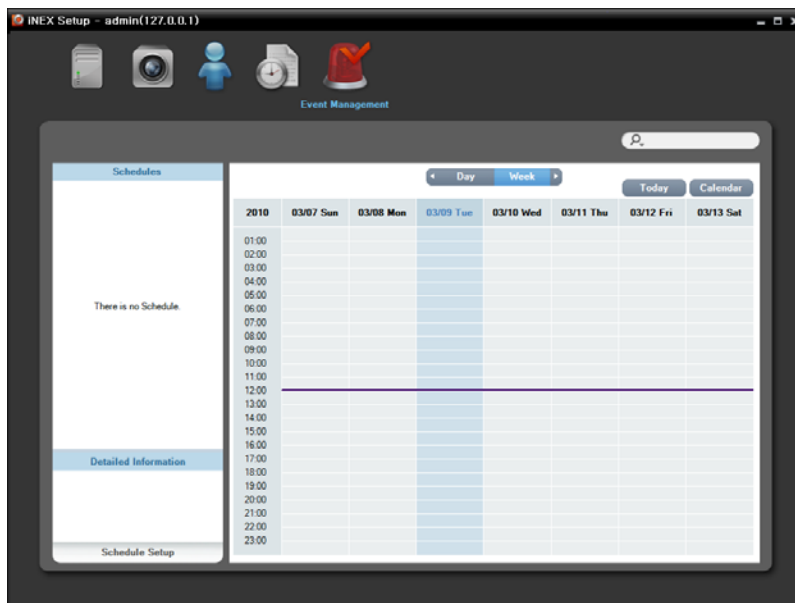 iNEX Setup - admin(127.0.0.1)
Event Management
Schedules
There is no Schedule.
Detailed Information
Schedule Setup
Day Week
Today Calendar
2010 03/07 Sun 03/08 Mon 03/09 Tue 03/10 Wed 03/11 Thu 03/12 Fri 03/13 Sat
01:00
02:00
03:00
04:00
05:00
06:00
07:00
08:00
09:00
10:00
11:00
12:00
13:00
14:00
15:00
16:00
17:00
18:00
19:00
20:00
21:00
22:00
23:00